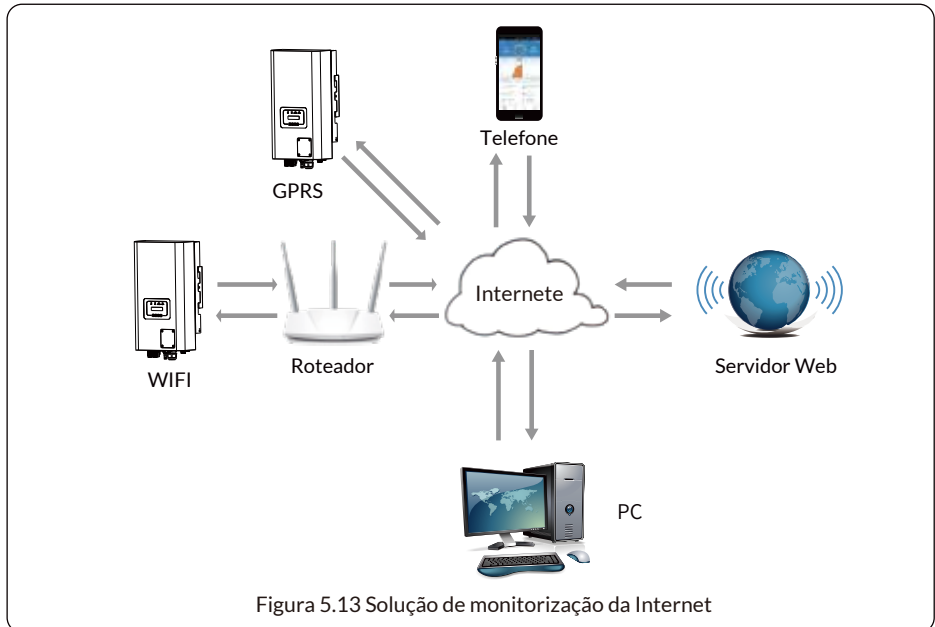 Telefone
GPRS
Internete
WIFI
Roteador
Servidor Web
PC
Figura 5.13 Solução de monitorização da Internet